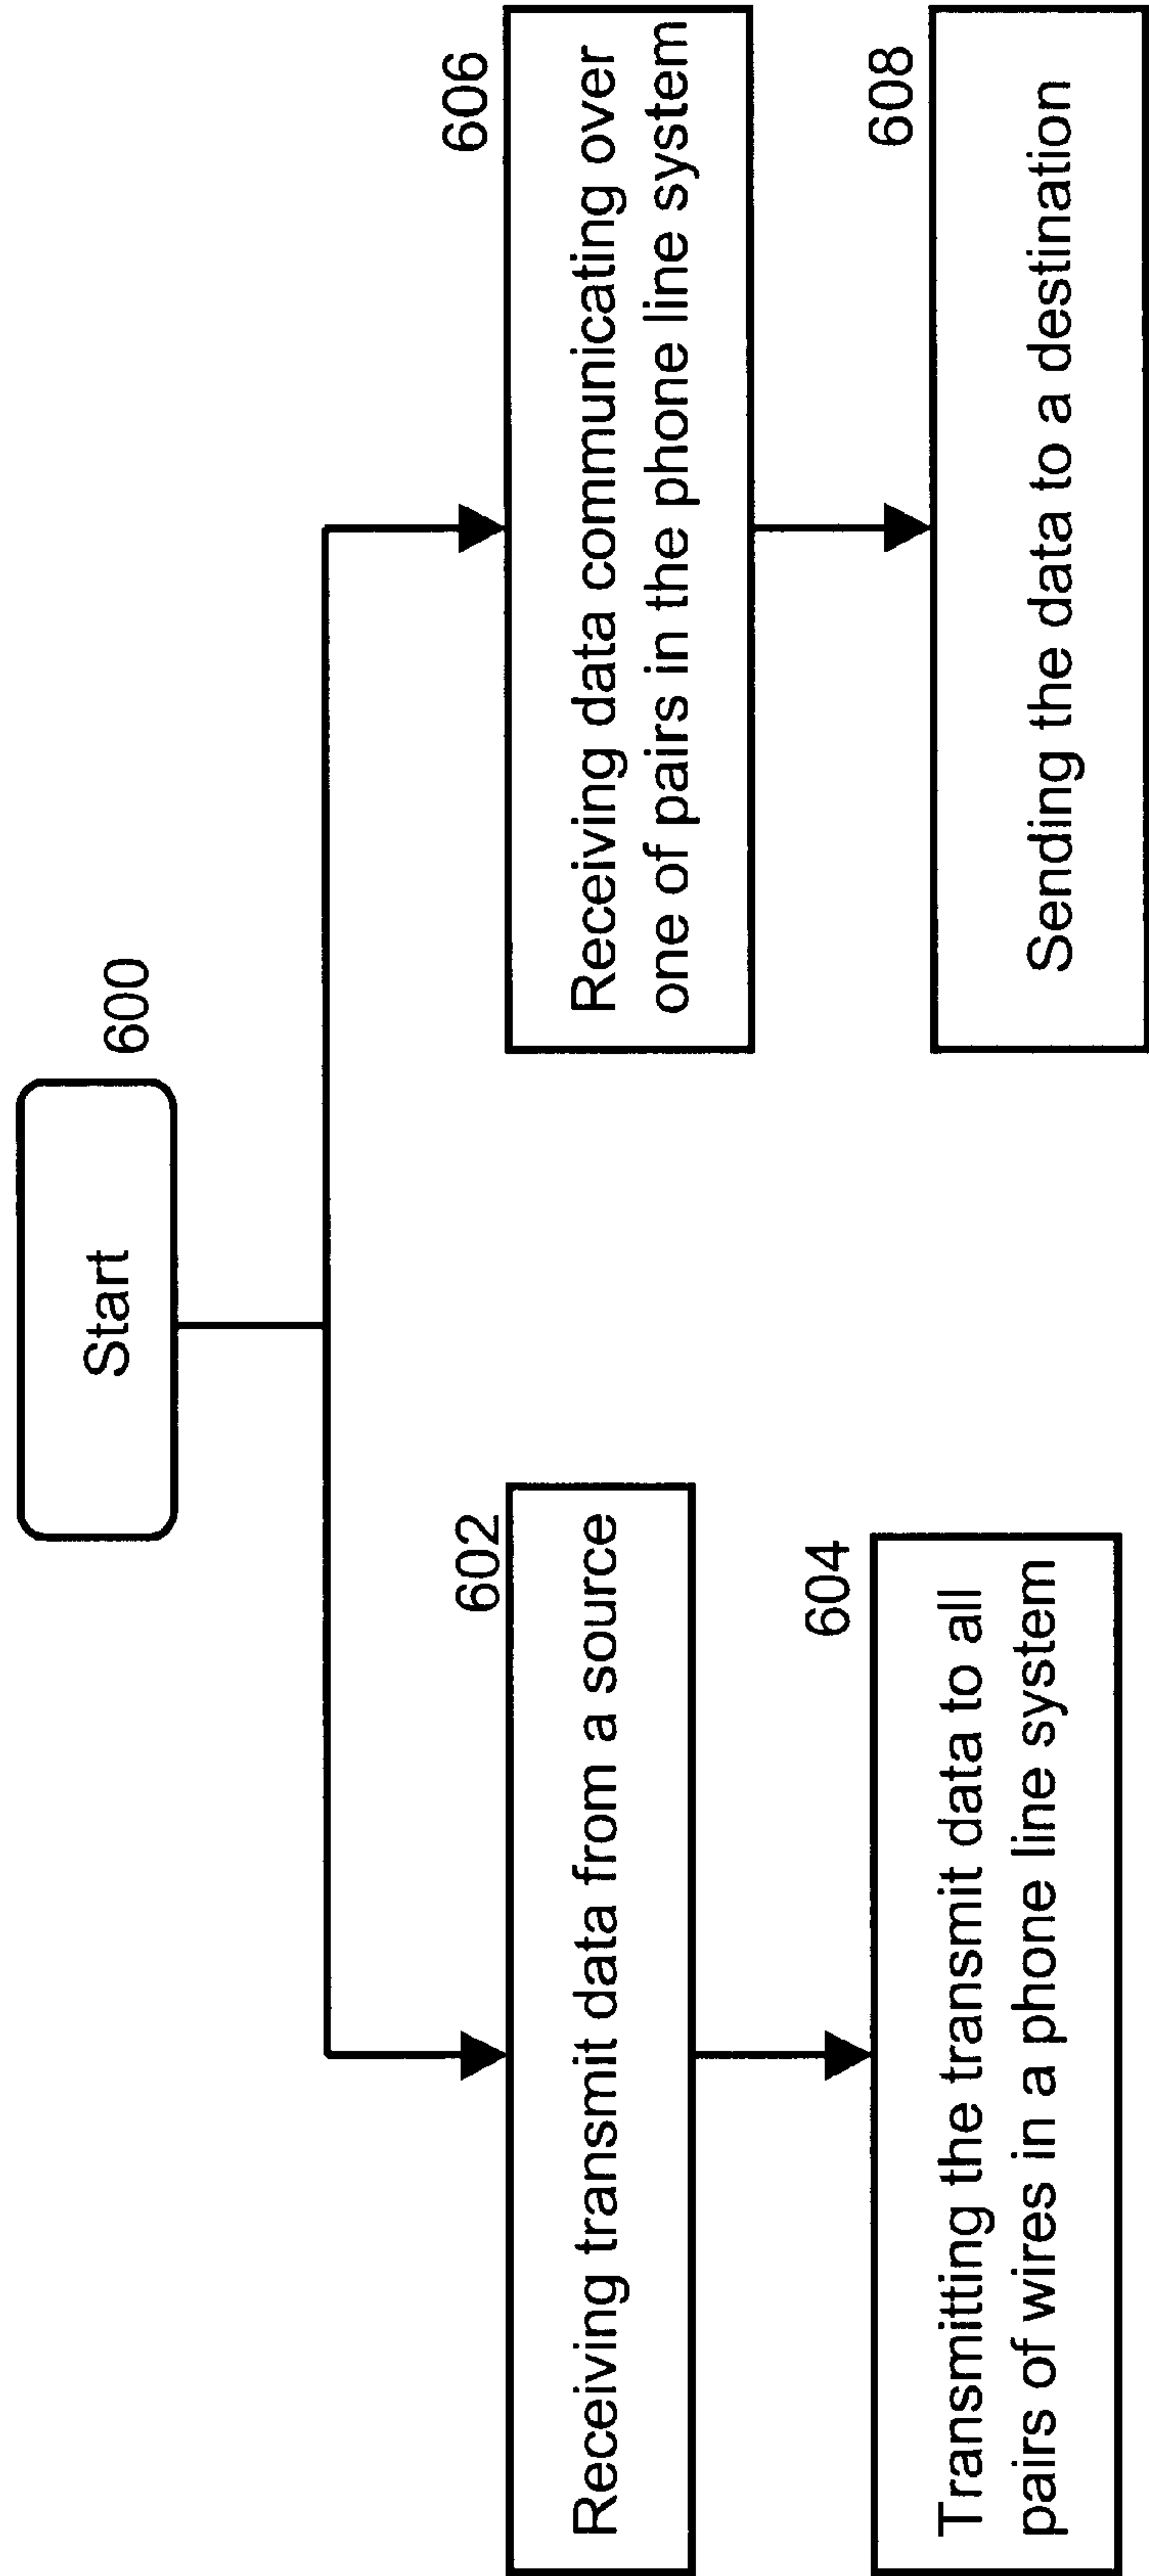 Start
600
602
Receiving transmit data from a source
604
Transmitting the transmit data to all
pairs of wires in a phone line system
606
Receiving data communicating over
one of pairs in the phone line system
608
Sending the data to a destination